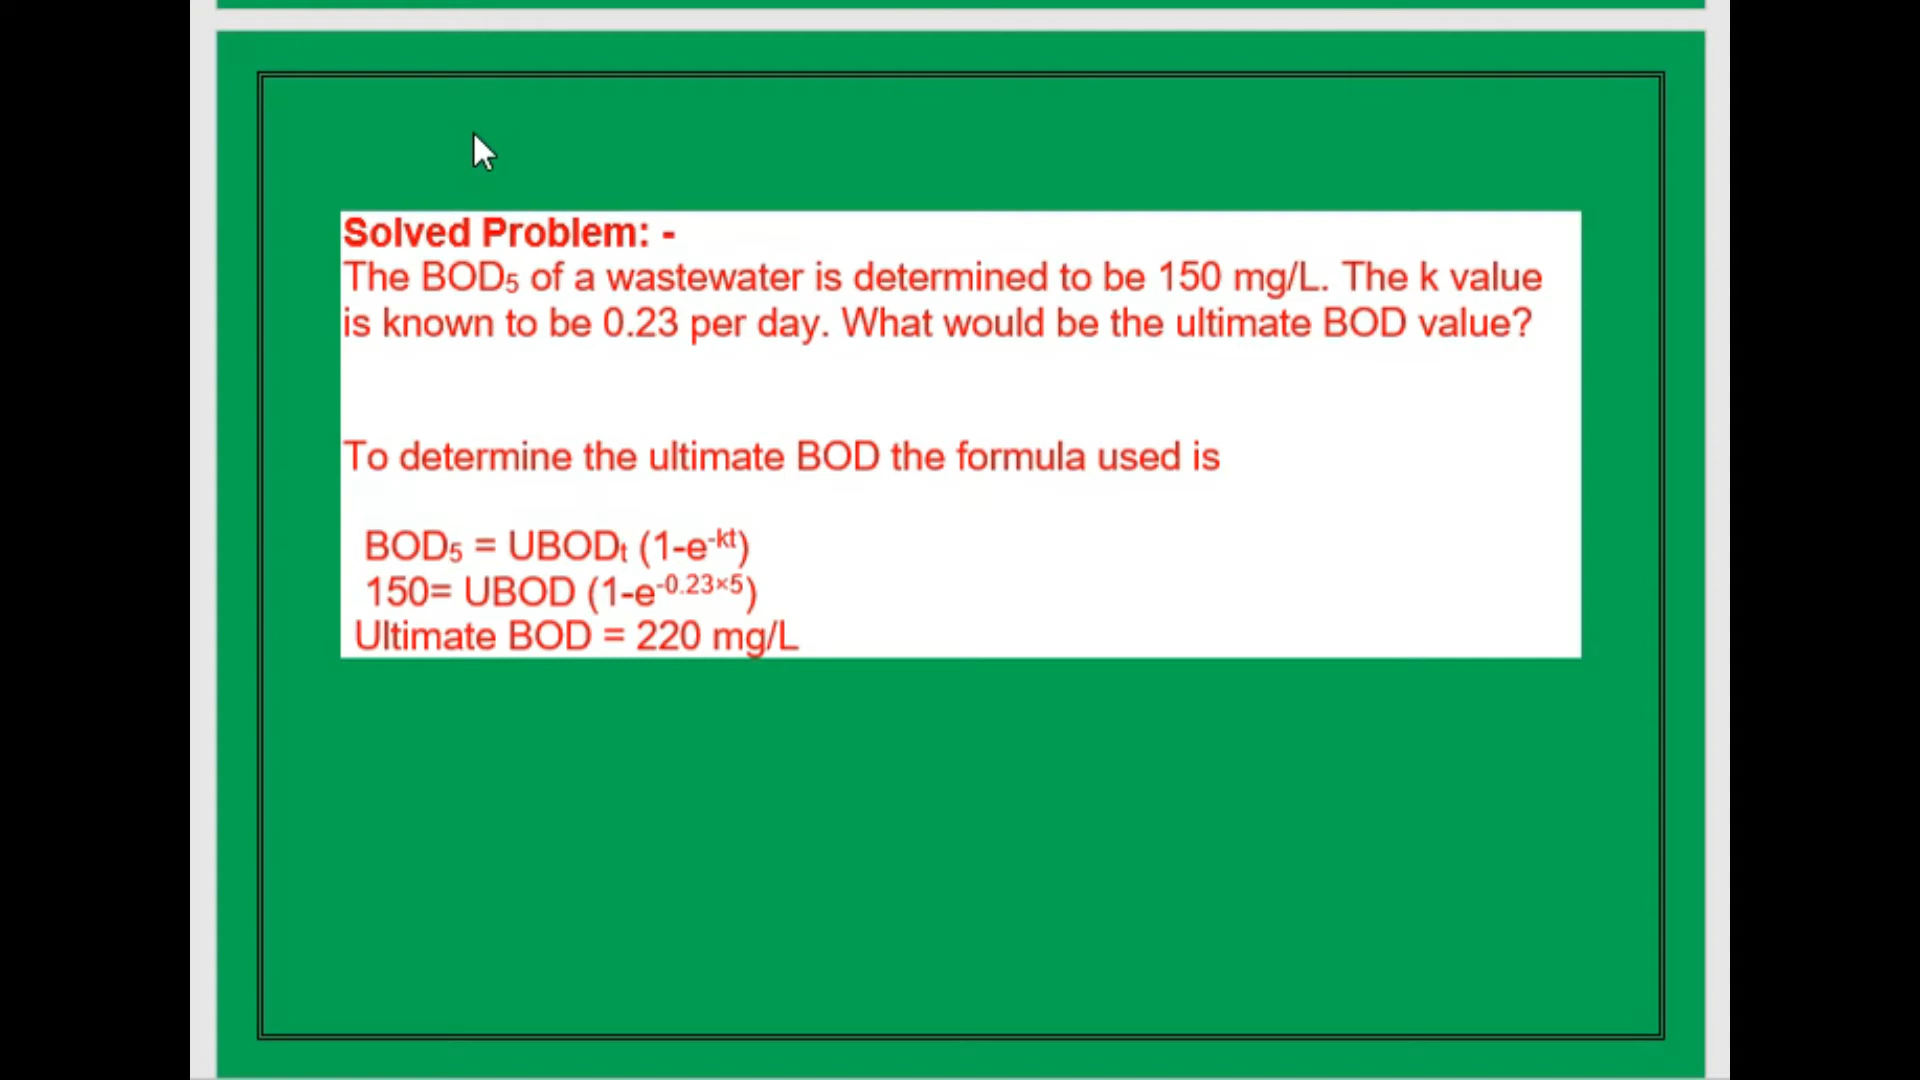 Solved Problem: -
The BOD₅ of a wastewater is determined to be 150 mg/L. The k value
is known to be 0.23 per day. What would be the ultimate BOD value?
To determine the ultimate BOD the formula used is
BOD₅ = UBODₜ (1-e⁻ᵏᵗ)
150= UBOD (1-e⁻⁰·²³ˣ⁵)
Ultimate BOD = 220 mg/L